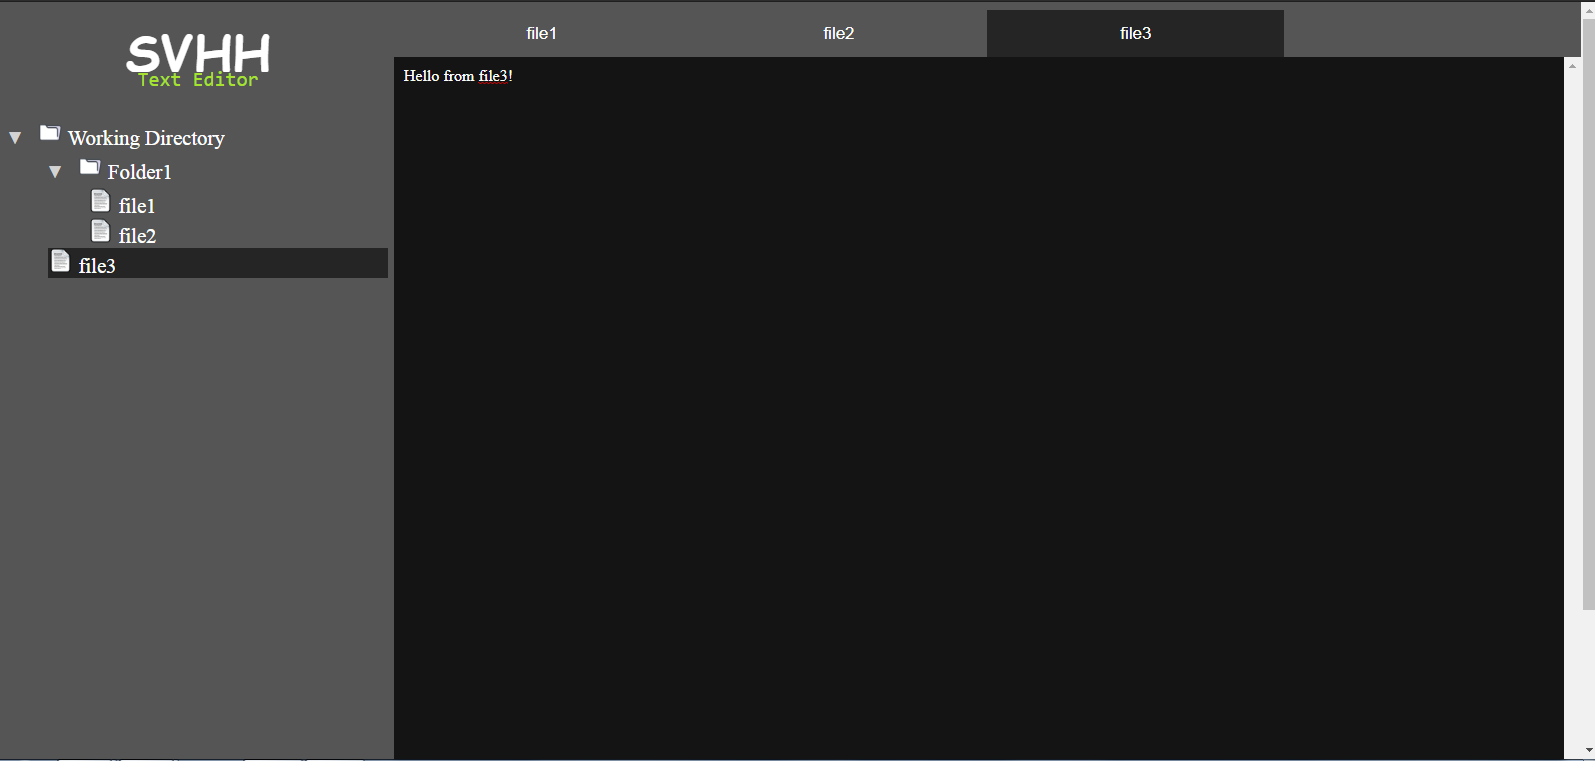 SVHH
Text Editor
Working Directory
Folder1
file1
file2
file3
file1
file2
file3
Hello from file3!